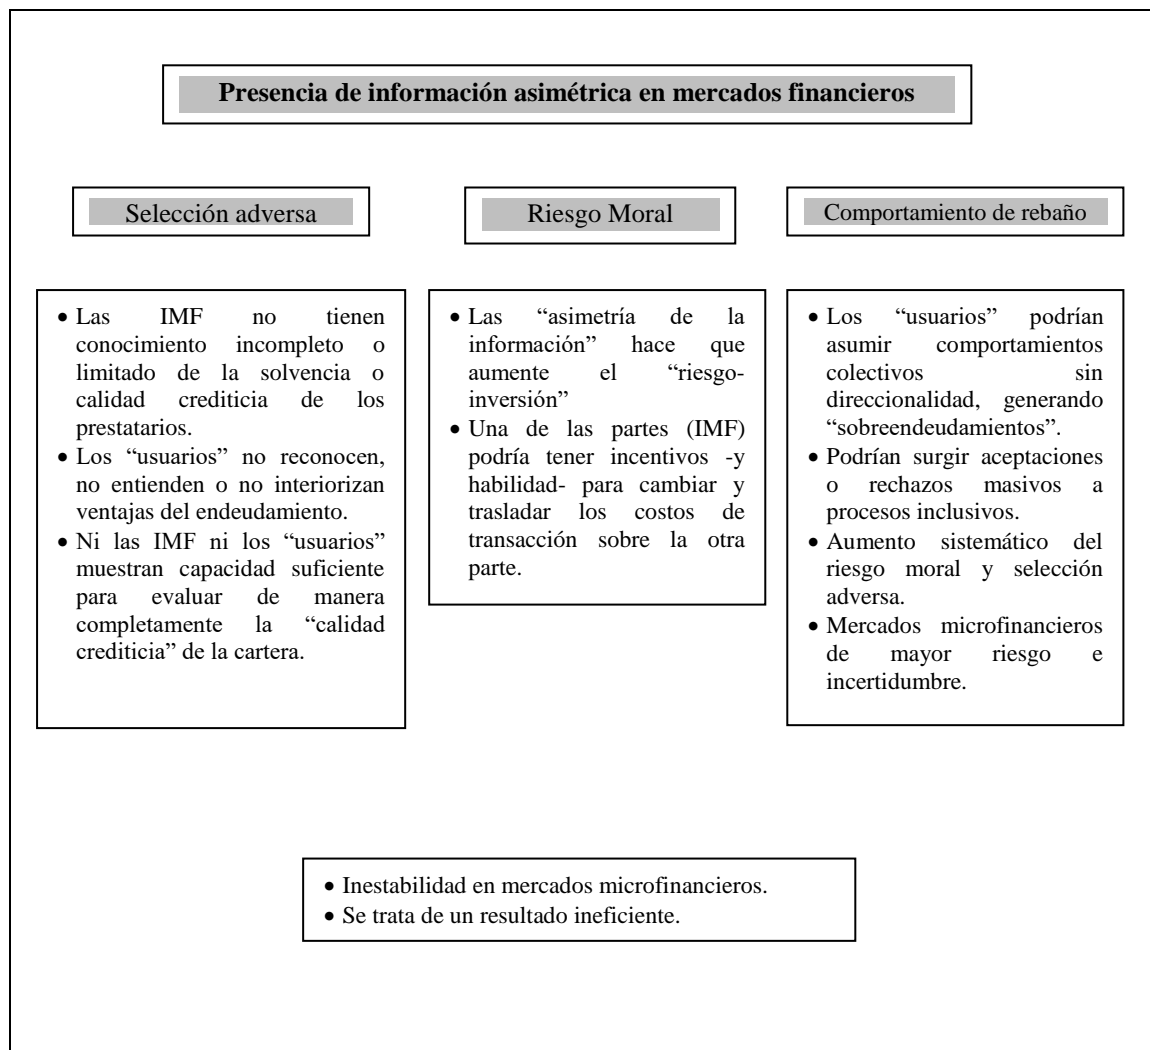 Presencia de información asimétrica en mercados financieros
Selección adversa
• Las IMF no tienen
conocimiento incompleto o
limitado de la solvencia o
calidad crediticia de los
prestatarios.
• Los “usuarios” no reconocen,
no entienden o no interiorizan
ventajas del endeudamiento.
• Ni las IMF ni los “usuarios”
muestran capacidad suficiente
para evaluar de manera
completamente la “calidad
crediticia” de la cartera.
Riesgo Moral
• Las “asimetría de la
información” hace que
aumente el “riesgo-
inversión”
• Una de las partes (IMF)
podría tener incentivos -y
habilidad- para cambiar y
trasladar los costos de
transacción sobre la otra
parte.
Comportamiento de rebaño
• Los “usuarios” podrían
asumir comportamientos
colectivos sin
direccionalidad, generando
“sobreendeudamientos”.
• Podrían surgir aceptaciones
o rechazos masivos a
procesos inclusivos.
• Aumento sistemático del
riesgo moral y selección
adversa.
• Mercados microfinancieros
de mayor riesgo e
incertidumbre.
• Inestabilidad en mercados microfinancieros.
• Se trata de un resultado ineficiente.